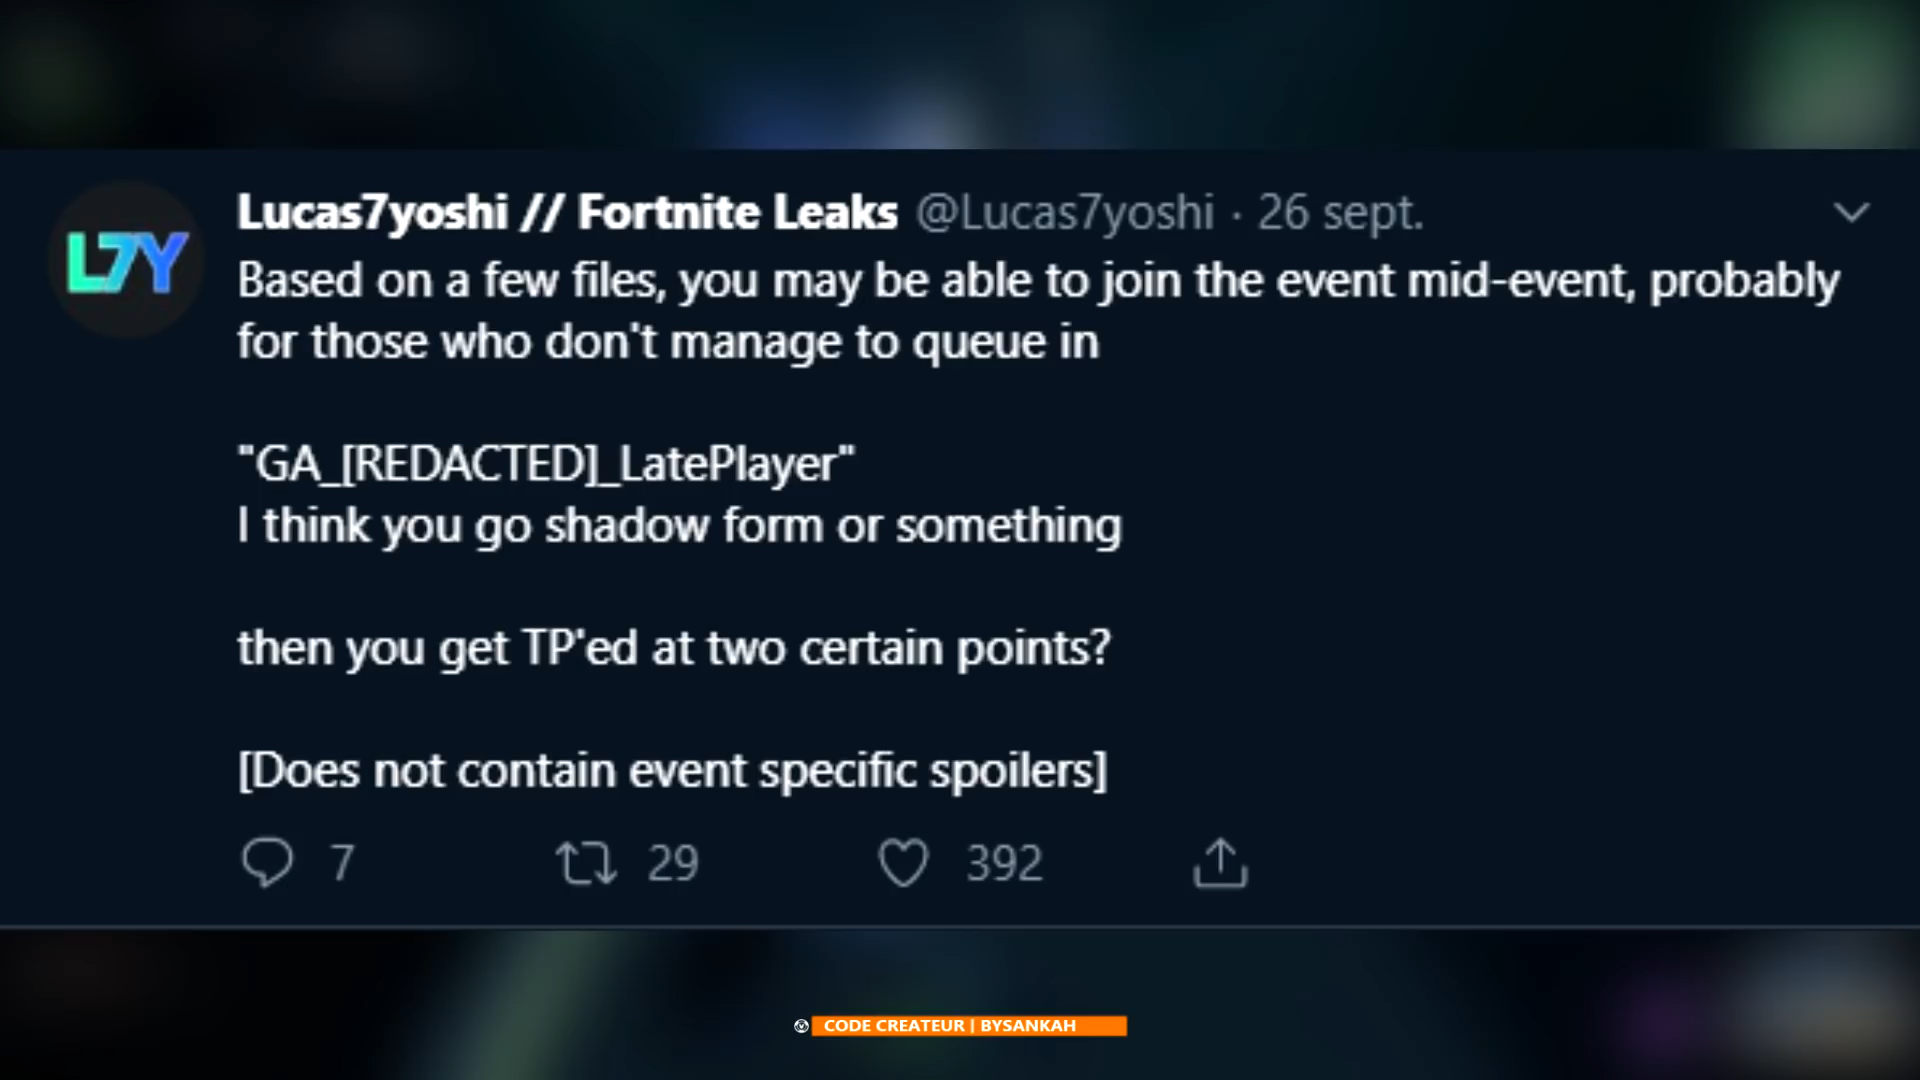 L7Y
Lucas7yoshi // Fortnite Leaks @Lucas7yoshi · 26 sept.
Based on a few files, you may be able to join the event mid-event, probably
for those who don't manage to queue in
"GA_[REDACTED]_LatePlayer"
I think you go shadow form or something
then you get TP'ed at two certain points?
[Does not contain event specific spoilers]
7 29 392
CODE CREATEUR | BYSANKAH